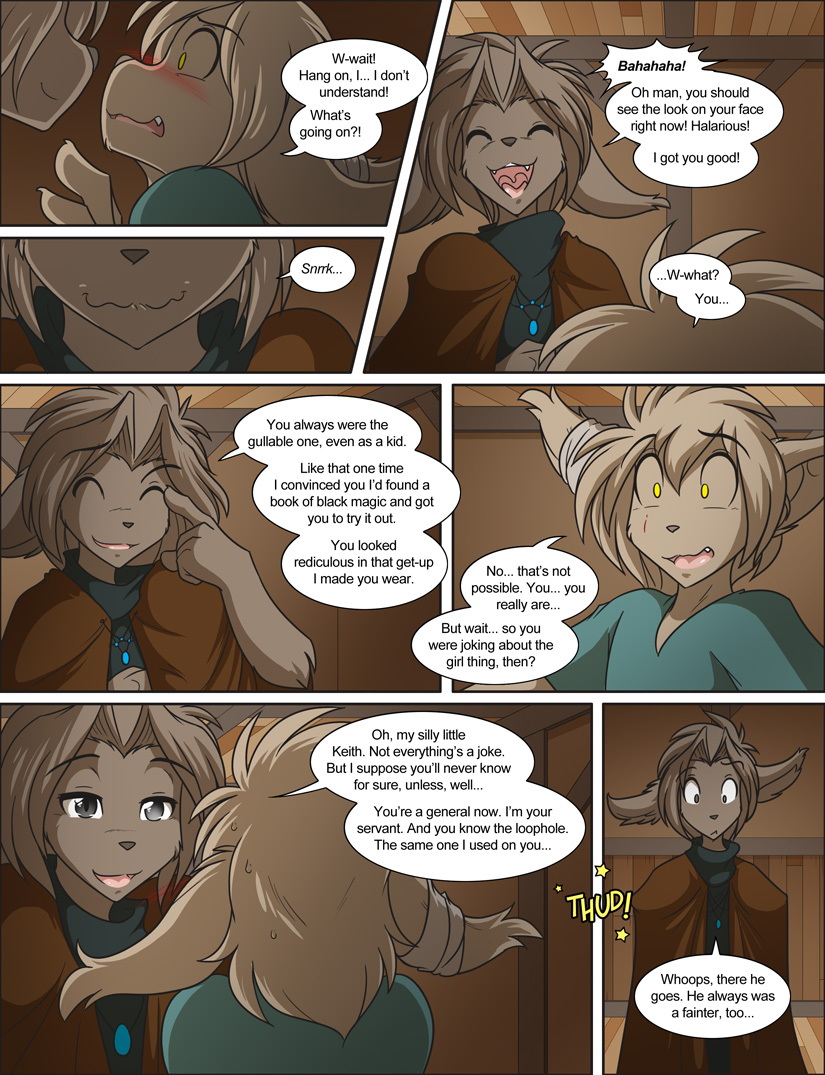 W-wait!
Hang on, I... I don't
understand!
What's
going on?!
Snrrk...
Bahahaha!
Oh man, you should
see the look on your face
right now! Halarious!
I got you good!
...W-what?
You...
You always were the
gullable one, even as a kid.
Like that one time
I convinced you I'd found a
book of black magic and got
you to try it out.
You looked
rediculous in that get-up
I made you wear.
No... that's not
possible. You... you
really are...
But wait... so you
were joking about the
girl thing, then?
Oh, my silly little
Keith. Not everything's a joke.
But I suppose you'll never know
for sure, unless, well...
You're a general now. I'm your
servant. And you know the loophole.
The same one I used on you...
THUD!
Whoops, there he
goes. He always was
a fainter, too...